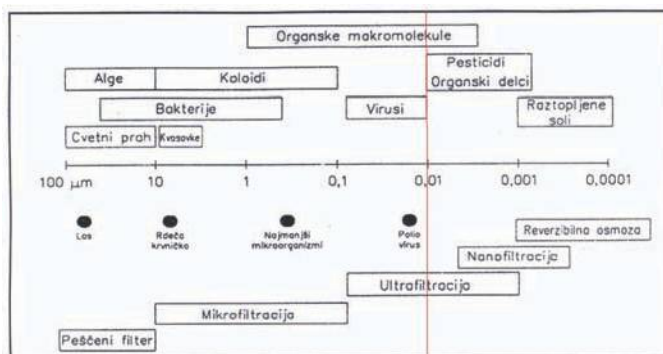 Organske makromolekule
Pesticidi
Organski delci
Alge
Koloidi
Bakterije
Virusi
Raztopljene
soli
Cvetni prah
Kvasovke
100 µm
10
1
0,1
0,01
0,001
0,0001
Las
Rdeča
krvnička
Najmanjši
mikroorganizmi
Polio
virus
Reverzibilna osmoza
Nanofiltracija
Ultrafiltracija
Mikrofiltracija
Peščeni filter